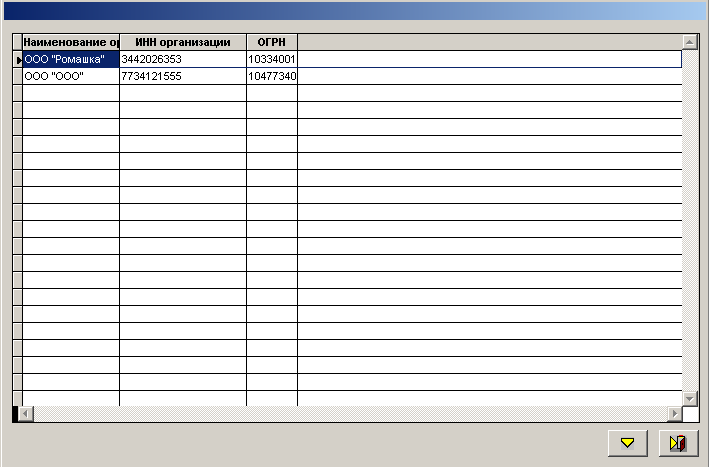 Наименование ор ИНН организации ОГРН
ООО "Ромашка" 3442026353 10334001
ООО "ООО" 7734121555 10477340